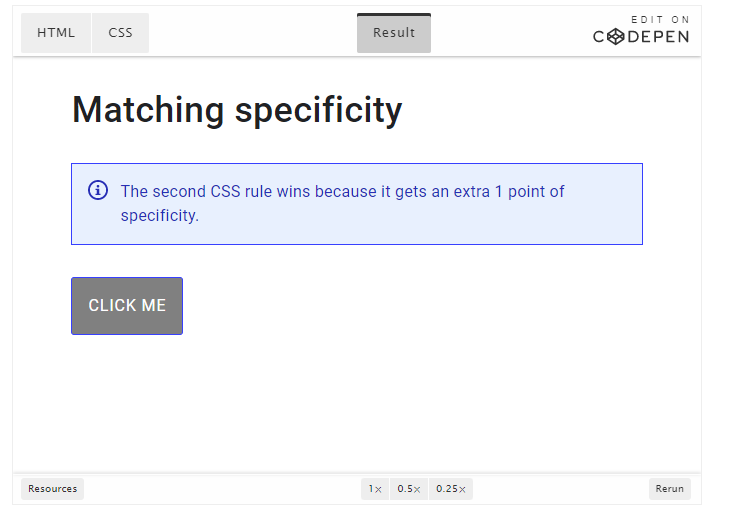 HTML CSS Result EDIT ON
CODEPEN
Matching specificity
The second CSS rule wins because it gets an extra 1 point of
specificity.
CLICK ME
Resources 1× 0.5× 0.25× Rerun